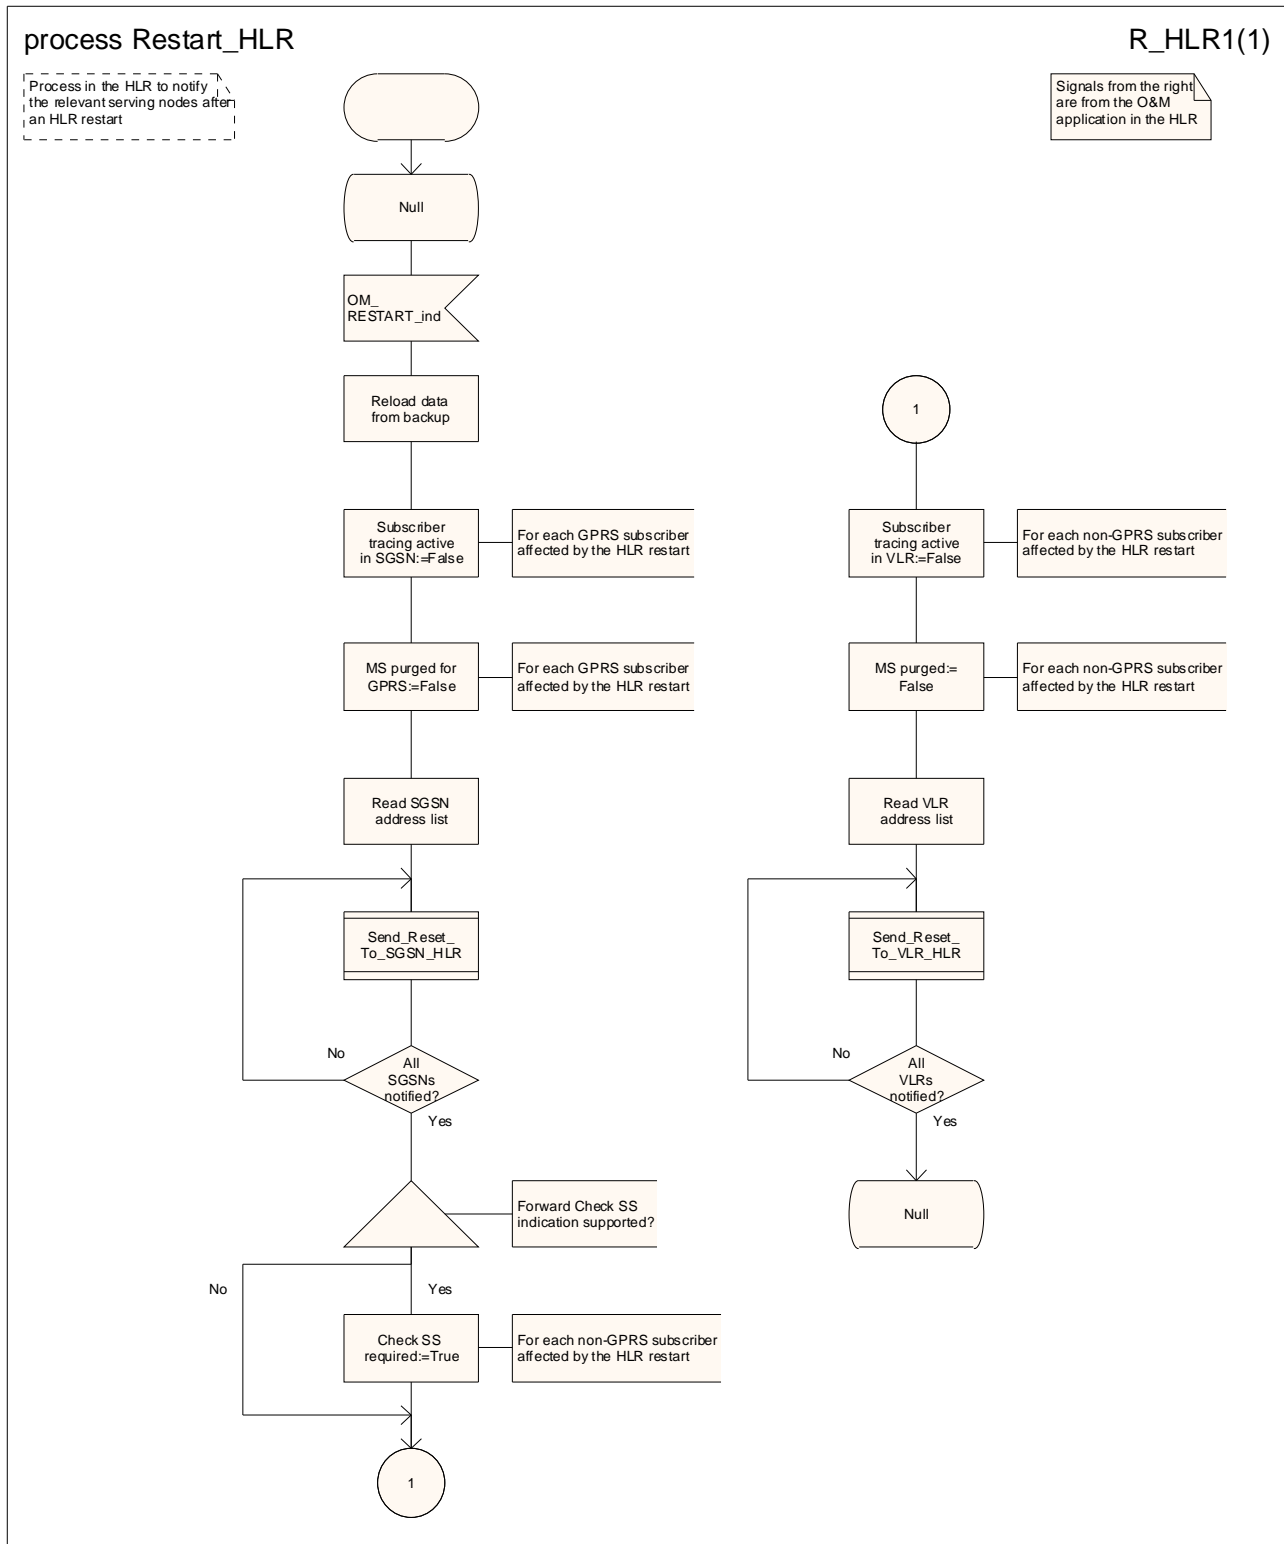 process Restart_HLR
R_HLR1(1)
Process in the HLR to notify
the relevant serving nodes after
an HLR restart
Signals from the right
are from the O&M
application in the HLR
Null
OM_
RESTART_ind
Reload data
from backup
Subscriber
tracing active
in SGSN:=False
For each GPRS subscriber
affected by the HLR restart
MS purged for
GPRS:=False
For each GPRS subscriber
affected by the HLR restart
Read SGSN
address list
Send_Reset_
To_SGSN_HLR
No
All
SGSNs
notified?
Yes
Forward Check SS
indication supported?
No
Yes
Check SS
required:=True
For each non-GPRS subscriber
affected by the HLR restart
1
1
Subscriber
tracing active
in VLR:=False
For each non-GPRS subscriber
affected by the HLR restart
MS purged:=
False
For each non-GPRS subscriber
affected by the HLR restart
Read VLR
address list
Send_Reset_
To_VLR_HLR
No
All
VLRs
notified?
Yes
Null